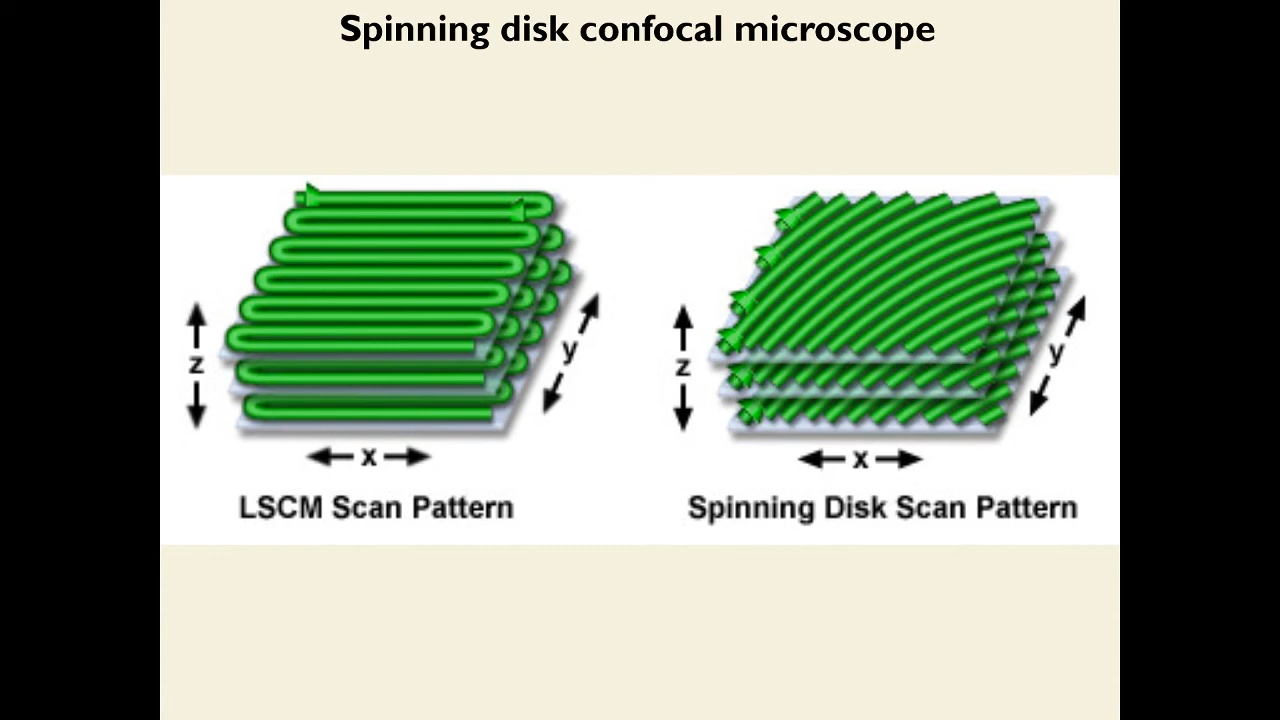 Spinning disk confocal microscope
z
y
x
LSCM Scan Pattern
z
y
x
Spinning Disk Scan Pattern